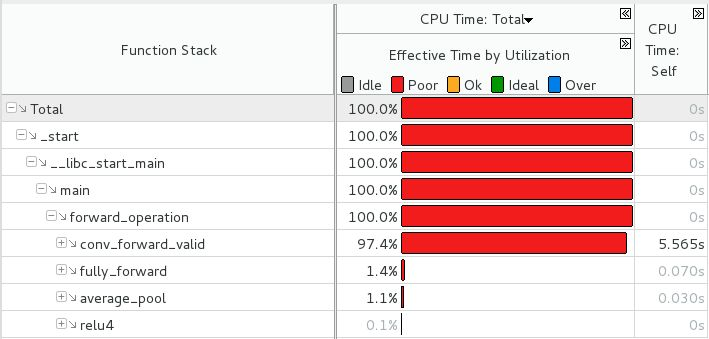 Function Stack
CPU Time: Total
Effective Time by Utilization
Idle Poor Ok Ideal Over
CPU
Time:
Self
Total 100.0% 0s
_start 100.0% 0s
__libc_start_main 100.0% 0s
main 100.0% 0s
forward_operation 100.0% 0s
conv_forward_valid 97.4% 5.565s
fully_forward 1.4% 0.070s
average_pool 1.1% 0.030s
relu4 0.1% 0s